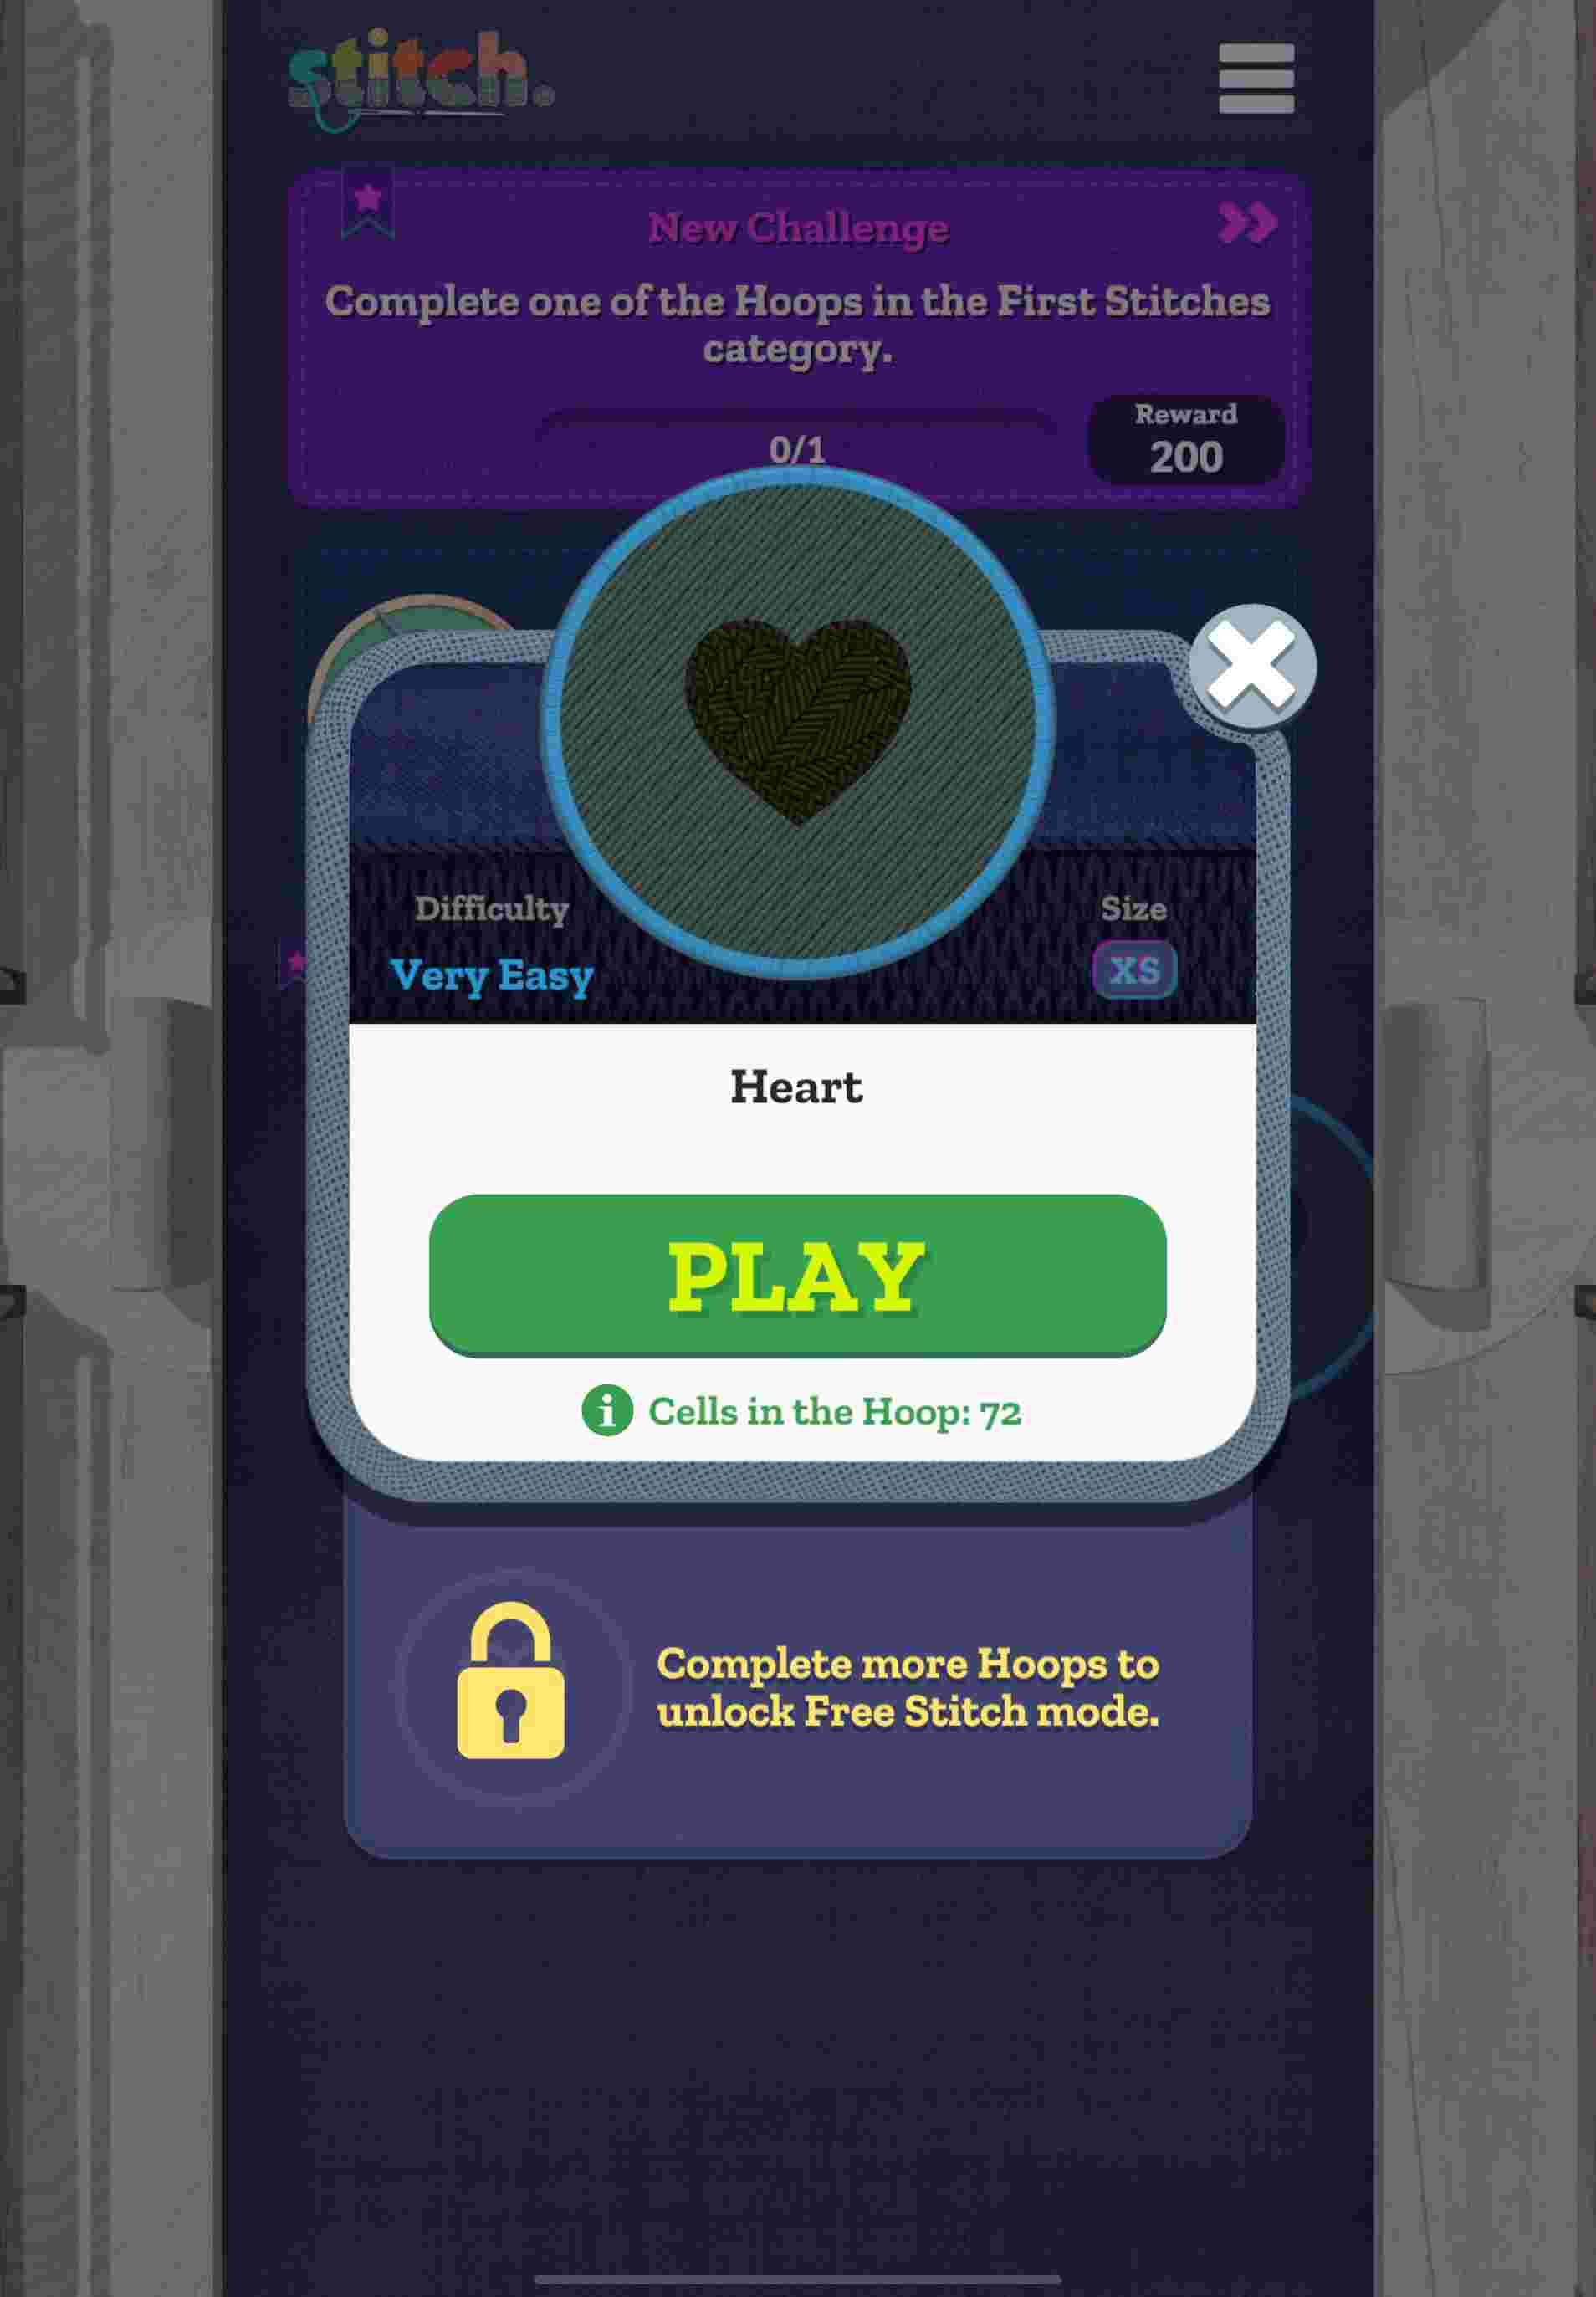 stitch.
New Challenge
Complete one of the Hoops in the First Stitches
category.
0/1
Reward
200
Difficulty
Very Easy
Size
XS
Heart
PLAY
i Cells in the Hoop: 72
Complete more Hoops to
unlock Free Stitch mode.